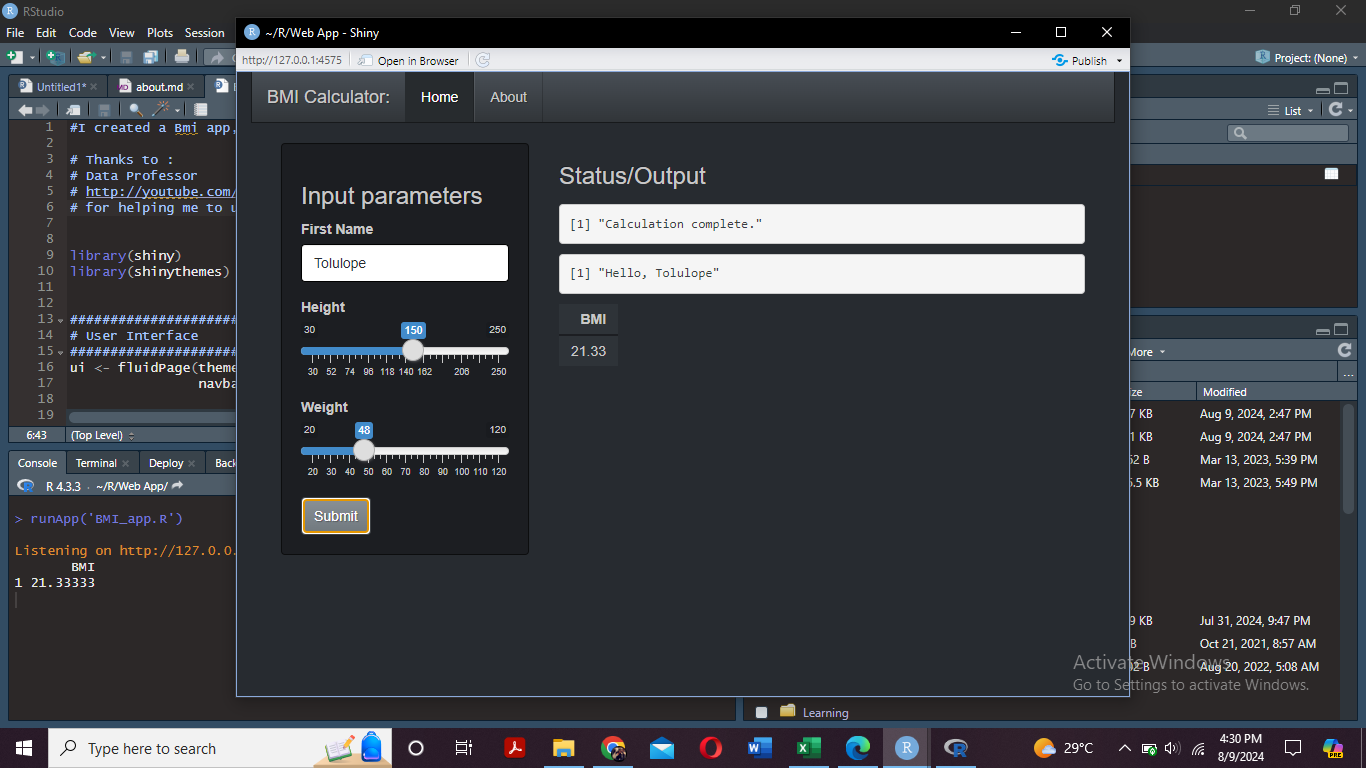 RStudio
File Edit Code View Plots Session
~/R/Web App - Shiny
http://127.0.0.1:4575 Open in Browser Publish
Project: (None)
Untitled1* about.md
BMI Calculator: Home About
List
1 #I created a Bmi app,
2
3 # Thanks to :
4 # Data Professor
5 # http://youtube.com/
6 # for helping me to u
7
8
9 library(shiny)
10 library(shinythemes)
11
12
13 #####################
14 # User Interface
15 #####################
16 ui <- fluidPage(theme
17 navba
18
19
6:43 (Top Level)
Console Terminal Deploy Back
R 4.3.3 · ~/R/Web App/
> runApp('BMI_app.R')
Listening on http://127.0.0.
BMI
1 21.33333
Input parameters
First Name
Tolulope
Height
30 150 250
30 52 74 96 118 140 162 206 250
Weight
20 48 120
20 30 40 50 60 70 80 90 100 110 120
Submit
Status/Output
[1] "Calculation complete."
[1] "Hello, Tolulope"
BMI
21.33
More
...
ze Modified
7 KB Aug 9, 2024, 2:47 PM
1 KB Aug 9, 2024, 2:47 PM
52 B Mar 13, 2023, 5:39 PM
.5 KB Mar 13, 2023, 5:49 PM
9 KB Jul 31, 2024, 9:47 PM
B Oct 21, 2021, 8:57 AM
2 B Aug 20, 2022, 5:08 AM
Learning
Activate Windows
Go to Settings to activate Windows.
Type here to search
29°C
4:30 PM
8/9/2024
PRE